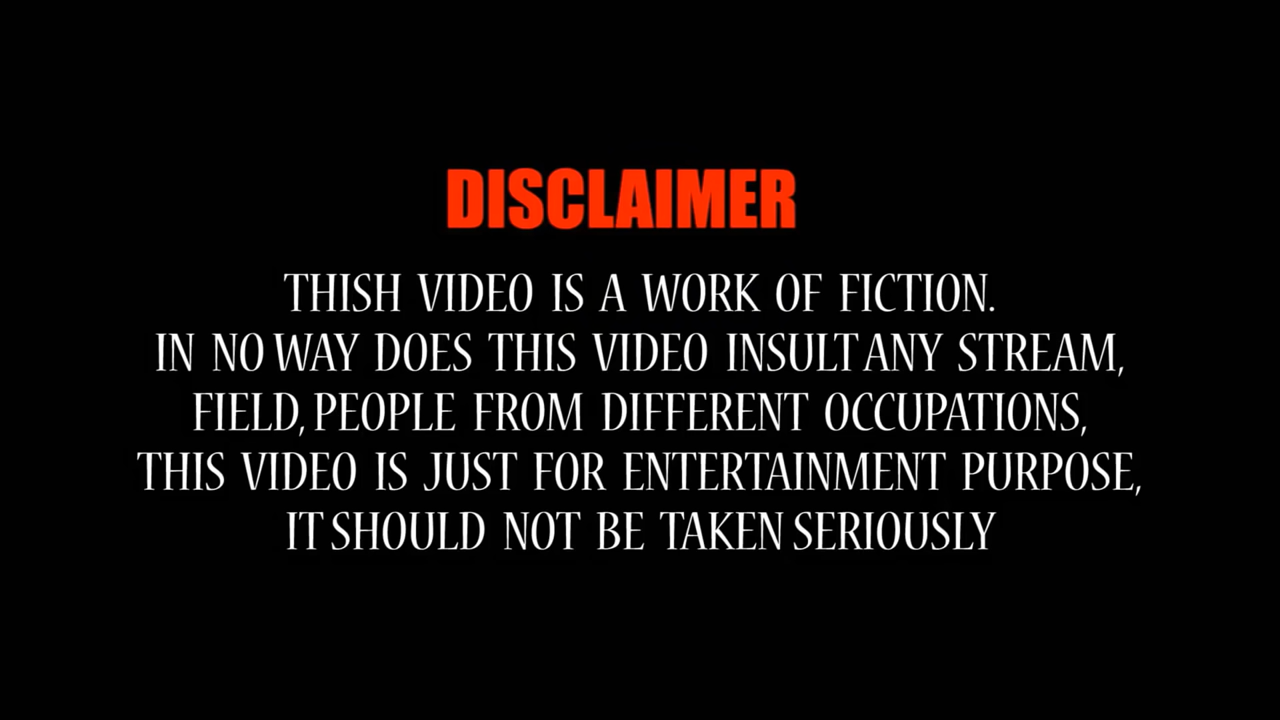 DISCLAIMER
THISH VIDEO IS A WORK OF FICTION.
IN NO WAY DOES THIS VIDEO INSULT ANY STREAM,
FIELD, PEOPLE FROM DIFFERENT OCCUPATIONS,
THIS VIDEO IS JUST FOR ENTERTAINMENT PURPOSE,
IT SHOULD NOT BE TAKEN SERIOUSLY